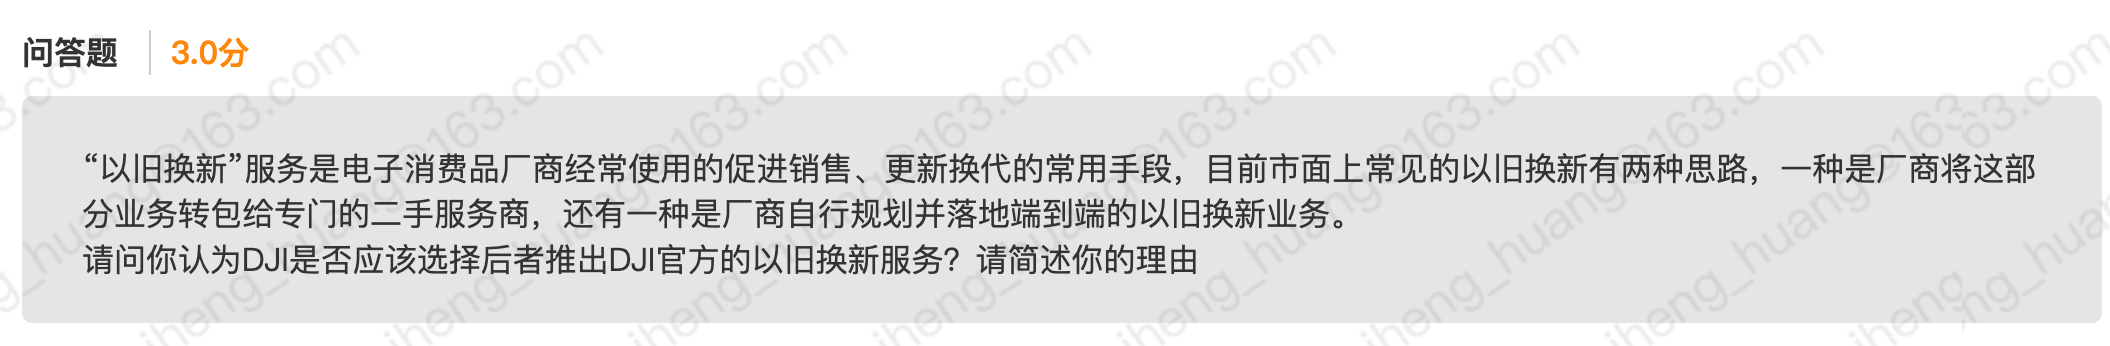 问答题 3.0分
“以旧换新”服务是电子消费品厂商经常使用的促进销售、更新换代的常用手段，目前市面上常见的以旧换新有两种思路，一种是厂商将这部
分业务转包给专门的二手服务商，还有一种是厂商自行规划并落地端到端的以旧换新业务。
请问你认为DJI是否应该选择后者推出DJI官方的以旧换新服务？请简述你的理由